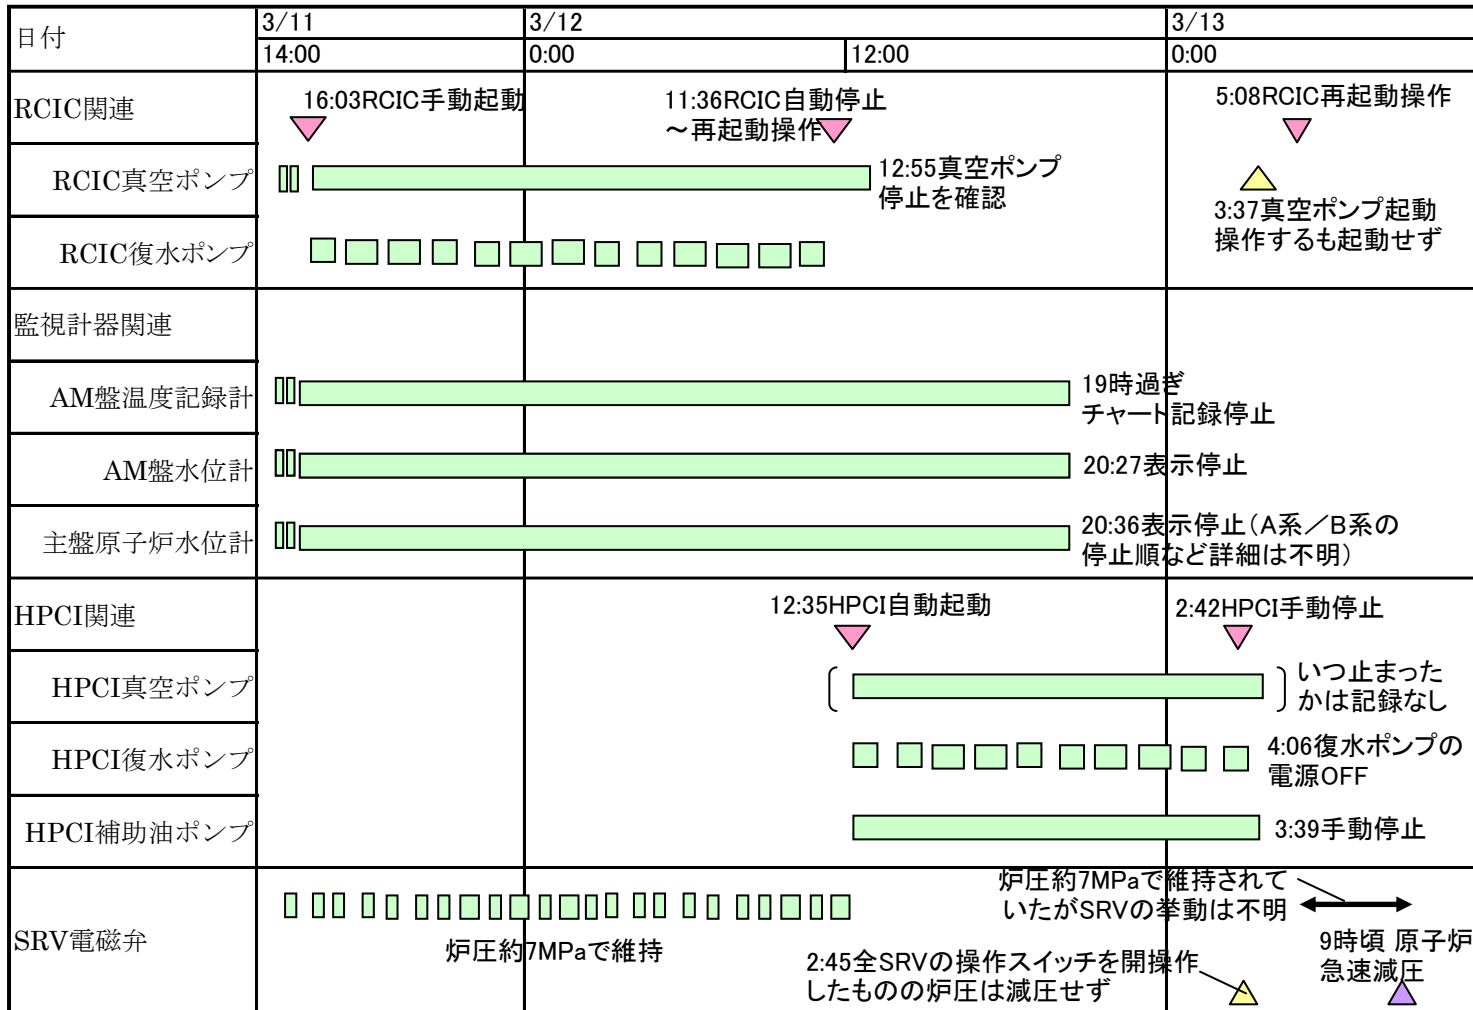 日付
3/11
3/12
3/13
14:00
0:00
12:00
0:00
RCIC関連
16:03RCIC手動起動
11:36RCIC自動停止
～再起動操作
5:08RCIC再起動操作
RCIC真空ポンプ
12:55真空ポンプ
停止を確認
3:37真空ポンプ起動
操作するも起動せず
RCIC復水ポンプ
監視計器関連
AM盤温度記録計
19時過ぎ
チャート記録停止
AM盤水位計
20:27表示停止
主盤原子炉水位計
20:36表示停止（A系／B系の
停止順など詳細は不明）
HPCI関連
12:35HPCI自動起動
2:42HPCI手動停止
HPCI真空ポンプ
いつ止まった
かは記録なし
HPCI復水ポンプ
4:06復水ポンプの
電源OFF
HPCI補助油ポンプ
3:39手動停止
SRV電磁弁
炉圧約7MPaで維持
炉圧約7MPaで維持されて
いたがSRVの挙動は不明
2:45全SRVの操作スイッチを開操作
したものの炉圧は減圧せず
9時頃 原子炉
急速減圧